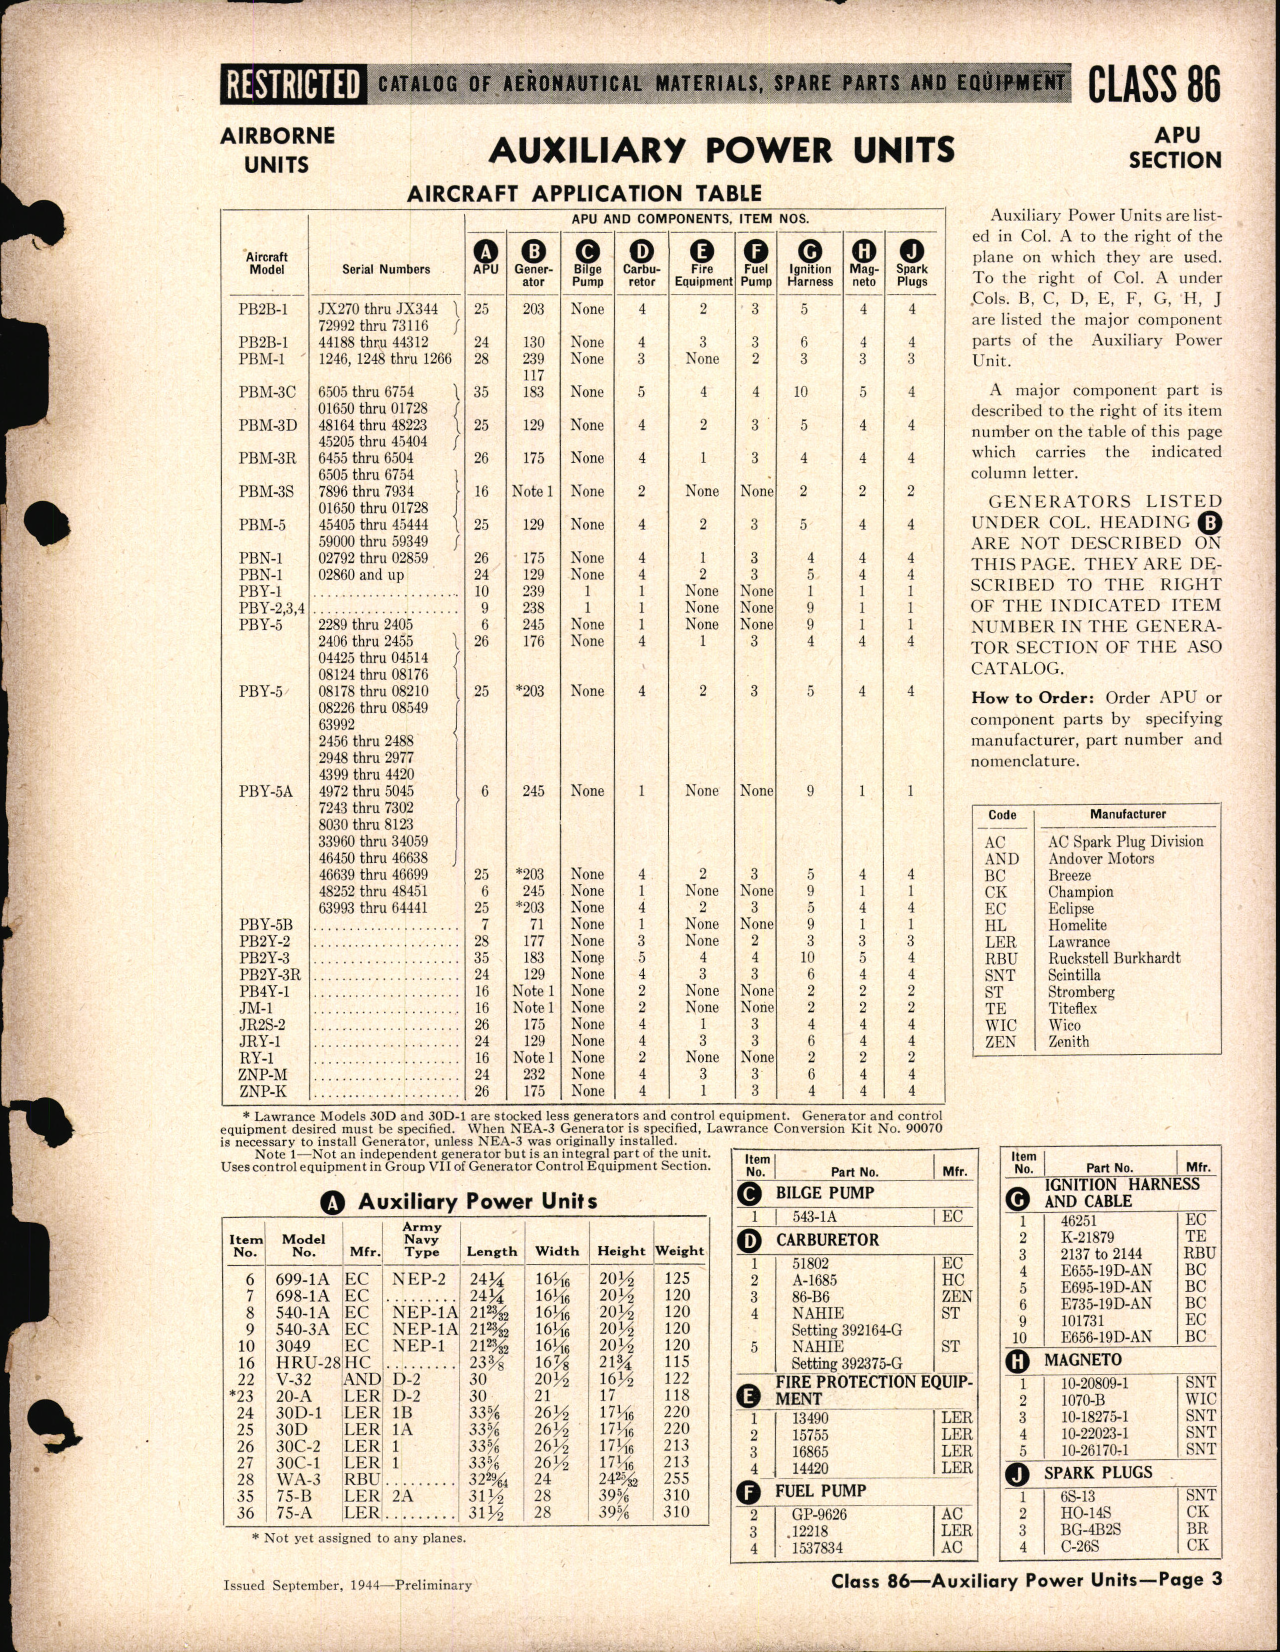 RESTRICTED CATALOG OF AERONAUTICAL MATERIALS, SPARE PARTS AND EQUIPMENT CLASS 86
AIRBORNE UNITS
AUXILIARY POWER UNITS
APU SECTION
AIRCRAFT APPLICATION TABLE
APU AND COMPONENTS, ITEM NOS.
Aircraft Model Serial Numbers A APU B Gener-ator C Bilge Pump D Carbu-retor E Fire Equipment F Fuel Pump G Ignition Harness H Mag-neto J Spark Plugs
PB2B-1 JX270 thru JX344 25 203 None 4 2 3 5 4 4
72992 thru 73116
PB2B-1 44188 thru 44312 24 130 None 4 3 3 6 4 4
PBM-1 1246, 1248 thru 1266 28 239 None 3 None 2 3 3 3
117
PBM-3C 6505 thru 6754 35 183 None 5 4 4 10 5 4
01650 thru 01728
PBM-3D 48164 thru 48223 25 129 None 4 2 3 5 4 4
45205 thru 45404
PBM-3R 6455 thru 6504 26 175 None 4 1 3 4 4 4
6505 thru 6754
PBM-3S 7896 thru 7934 16 Note 1 None 2 None None 2 2 2
01650 thru 01728
PBM-5 45405 thru 45444 25 129 None 4 2 3 5 4 4
59000 thru 59349
PBN-1 02792 thru 02859 26 175 None 4 1 3 4 4 4
PBN-1 02860 and up 24 129 None 4 2 3 5 4 4
PBY-1 ..................... 10 239 1 1 None None 1 1 1
PBY-2,3,4 ..................... 9 238 1 1 None None 9 1 1
PBY-5 2289 thru 2405 6 245 None 1 None None 9 1 1
2406 thru 2455 26 176 None 4 1 3 4 4 4
04425 thru 04514
08124 thru 08176
PBY-5 08178 thru 08210 25 *203 None 4 2 3 5 4 4
08226 thru 08549
63992
2456 thru 2488
2948 thru 2977
4399 thru 4420
PBY-5A 4972 thru 5045 6 245 None 1 None None 9 1 1
7243 thru 7302
8030 thru 8123
33960 thru 34059
46450 thru 46638
46639 thru 46699 25 *203 None 4 2 3 5 4 4
48252 thru 48451 6 245 None 1 None None 9 1 1
63993 thru 64441 25 *203 None 4 2 3 5 4 4
PBY-5B ..................... 7 71 None 1 None None 9 1 1
PB2Y-2 ..................... 28 177 None 3 None 2 3 3 3
PB2Y-3 ..................... 35 183 None 5 4 4 10 5 4
PB2Y-3R ..................... 24 129 None 4 3 3 6 4 4
PB4Y-1 ..................... 16 Note 1 None 2 None None 2 2 2
JM-1 ..................... 16 Note 1 None 2 None None 2 2 2
JR2S-2 ..................... 26 175 None 4 1 3 4 4 4
JRY-1 ..................... 24 129 None 4 3 3 6 4 4
RY-1 ..................... 16 Note 1 None 2 None None 2 2 2
ZNP-M ..................... 24 232 None 4 3 3 6 4 4
ZNP-K ..................... 26 175 None 4 1 3 4 4 4
* Lawrance Models 30D and 30D-1 are stocked less generators and control equipment. Generator and control
equipment desired must be specified. When NEA-3 Generator is specified, Lawrance Conversion Kit No. 90070
is necessary to install Generator, unless NEA-3 was originally installed.
Note 1—Not an independent generator but is an integral part of the unit.
Uses control equipment in Group VII of Generator Control Equipment Section.
Auxiliary Power Units are list-
ed in Col. A to the right of the
plane on which they are used.
To the right of Col. A under
Cols. B, C, D, E, F, G, H, J
are listed the major component
parts of the Auxiliary Power
Unit.
A major component part is
described to the right of its item
number on the table of this page
which carries the indicated
column letter.
GENERATORS LISTED
UNDER COL. HEADING B
ARE NOT DESCRIBED ON
THIS PAGE. THEY ARE DE-
SCRIBED TO THE RIGHT
OF THE INDICATED ITEM
NUMBER IN THE GENERA-
TOR SECTION OF THE ASO
CATALOG.
How to Order: Order APU or
component parts by specifying
manufacturer, part number and
nomenclature.
Code Manufacturer
AC AC Spark Plug Division
AND Andover Motors
BC Breeze
CK Champion
EC Eclipse
HL Homelite
LER Lawrance
RBU Ruckstell Burkhardt
SNT Scintilla
ST Stromberg
TE Titeflex
WIC Wico
ZEN Zenith
A Auxiliary Power Units
Item No. Model No. Mfr. Army Navy Type Length Width Height Weight
6 699-1A EC NEP-2 24¼ 16 1/16 20½ 125
7 698-1A EC ......... 24¼ 16 1/16 20½ 120
8 540-1A EC NEP-1A 21 23/32 16 1/16 20½ 120
9 540-3A EC NEP-1A 21 23/32 16 1/16 20½ 120
10 3049 EC NEP-1 21 23/32 16 1/16 20½ 120
16 HRU-28 HC ......... 23⅜ 16⅞ 21¾ 115
22 V-32 AND D-2 30 20½ 16½ 122
*23 20-A LER D-2 30 21 17 118
24 30D-1 LER 1B 33⅚ 26½ 17 1/16 220
25 30D LER 1A 33⅚ 26½ 17 1/16 220
26 30C-2 LER 1 33⅚ 26½ 17 1/16 213
27 30C-1 LER 1 33⅚ 26½ 17 1/16 213
28 WA-3 RBU ......... 32 29/64 24 24 25/32 255
35 75-B LER 2A 31½ 28 39⅚ 310
36 75-A LER ......... 31½ 28 39⅚ 310
* Not yet assigned to any planes.
Item No. Part No. Mfr.
C BILGE PUMP
1 543-1A EC
D CARBURETOR
1 51802 EC
2 A-1685 HC
3 86-B6 ZEN
4 NAHIE ST
Setting 392164-G
5 NAHIE ST
Setting 392375-G
E FIRE PROTECTION EQUIP-
MENT
1 13490 LER
2 15755 LER
3 16865 LER
4 14420 LER
F FUEL PUMP
2 GP-9626 AC
3 12218 LER
4 1537834 AC
Item No. Part No. Mfr.
G IGNITION HARNESS
AND CABLE
1 46251 EC
2 K-21879 TE
3 2137 to 2144 RBU
4 E655-19D-AN BC
5 E695-19D-AN BC
6 E735-19D-AN BC
9 101731 EC
10 E656-19D-AN BC
H MAGNETO
1 10-20809-1 SNT
2 1070-B WIC
3 10-18275-1 SNT
4 10-22023-1 SNT
5 10-26170-1 SNT
J SPARK PLUGS
1 6S-13 SNT
2 HO-14S CK
3 BG-4B2S BR
4 C-26S CK
Issued September, 1944—Preliminary
Class 86—Auxiliary Power Units—Page 3